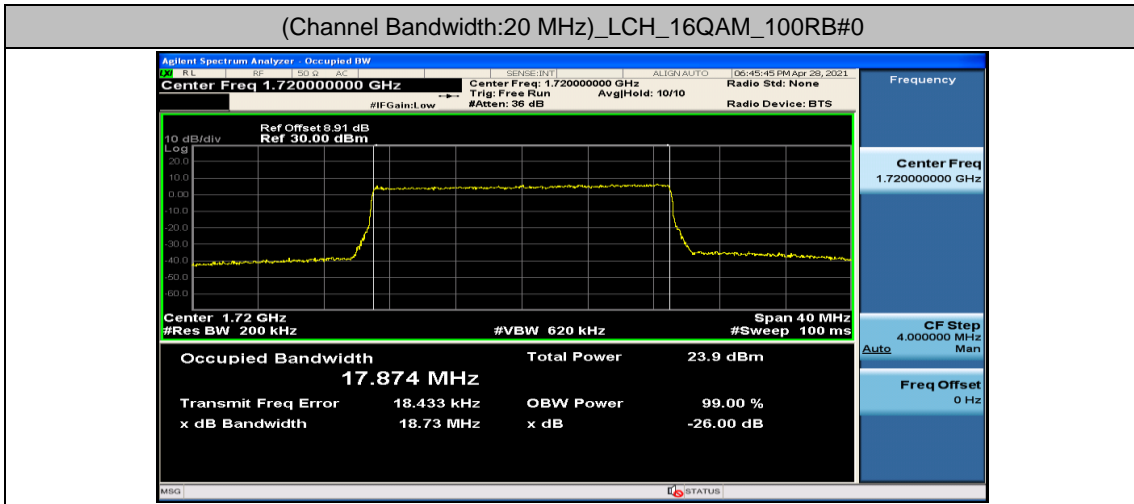 (Channel Bandwidth:20 MHz)_LCH_16QAM_100RB#0
Agilent Spectrum Analyzer - Occupied BW
LXI RL RF 50 Ω AC SENSE:INT ALIGN AUTO 06:45:45 PM Apr 28, 2021
Center Freq 1.720000000 GHz
Center Freq: 1.720000000 GHz
Radio Std: None
Trig: Free Run Avg|Hold: 10/10
#IFGain:Low
#Atten: 36 dB
Radio Device: BTS
Frequency
Ref Offset 8.91 dB
10 dB/div Ref 30.00 dBm
Log
20.0
10.0
0.00
-10.0
-20.0
-30.0
-40.0
-50.0
-60.0
Center Freq
1.720000000 GHz
Center 1.72 GHz Span 40 MHz
#Res BW 200 kHz #VBW 620 kHz #Sweep 100 ms
CF Step
4.000000 MHz
Auto Man
Occupied Bandwidth Total Power 23.9 dBm
17.874 MHz
Freq Offset
0 Hz
Transmit Freq Error 18.433 kHz OBW Power 99.00 %
x dB Bandwidth 18.73 MHz x dB -26.00 dB
MSG STATUS